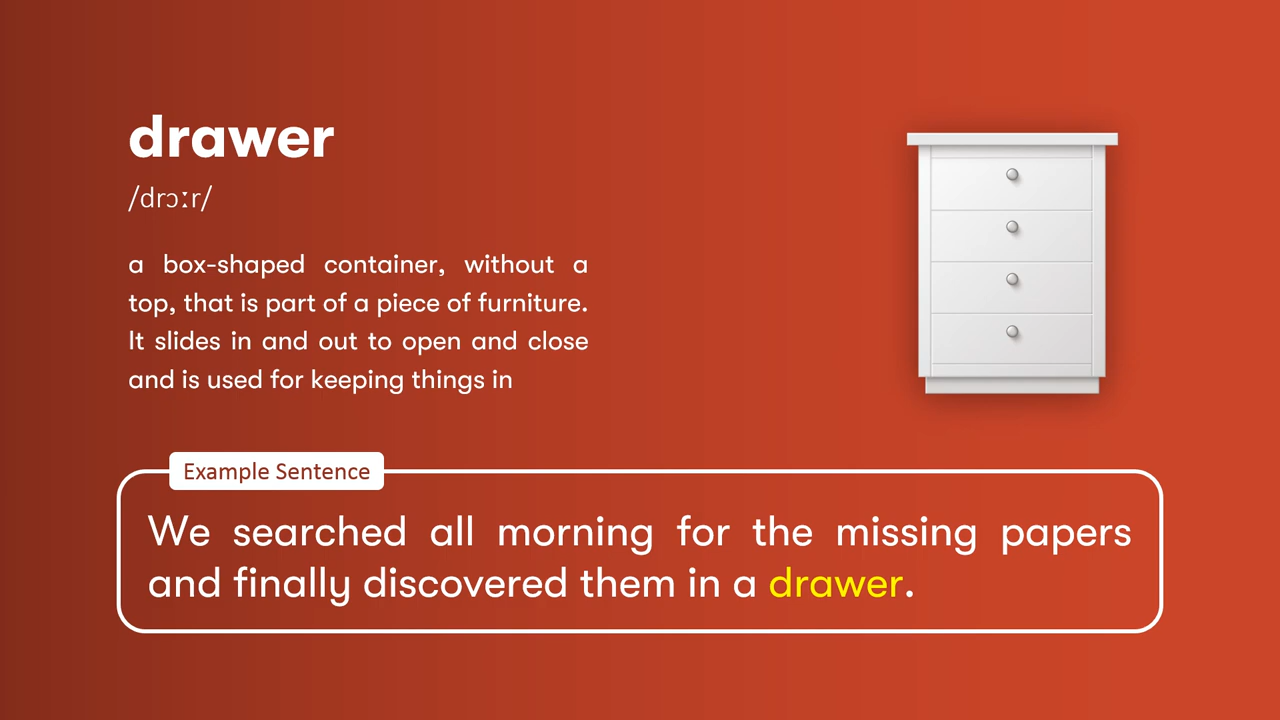 drawer
/drɔːr/
a box-shaped container, without a
top, that is part of a piece of furniture.
It slides in and out to open and close
and is used for keeping things in
Example Sentence
We searched all morning for the missing papers
and finally discovered them in a drawer.